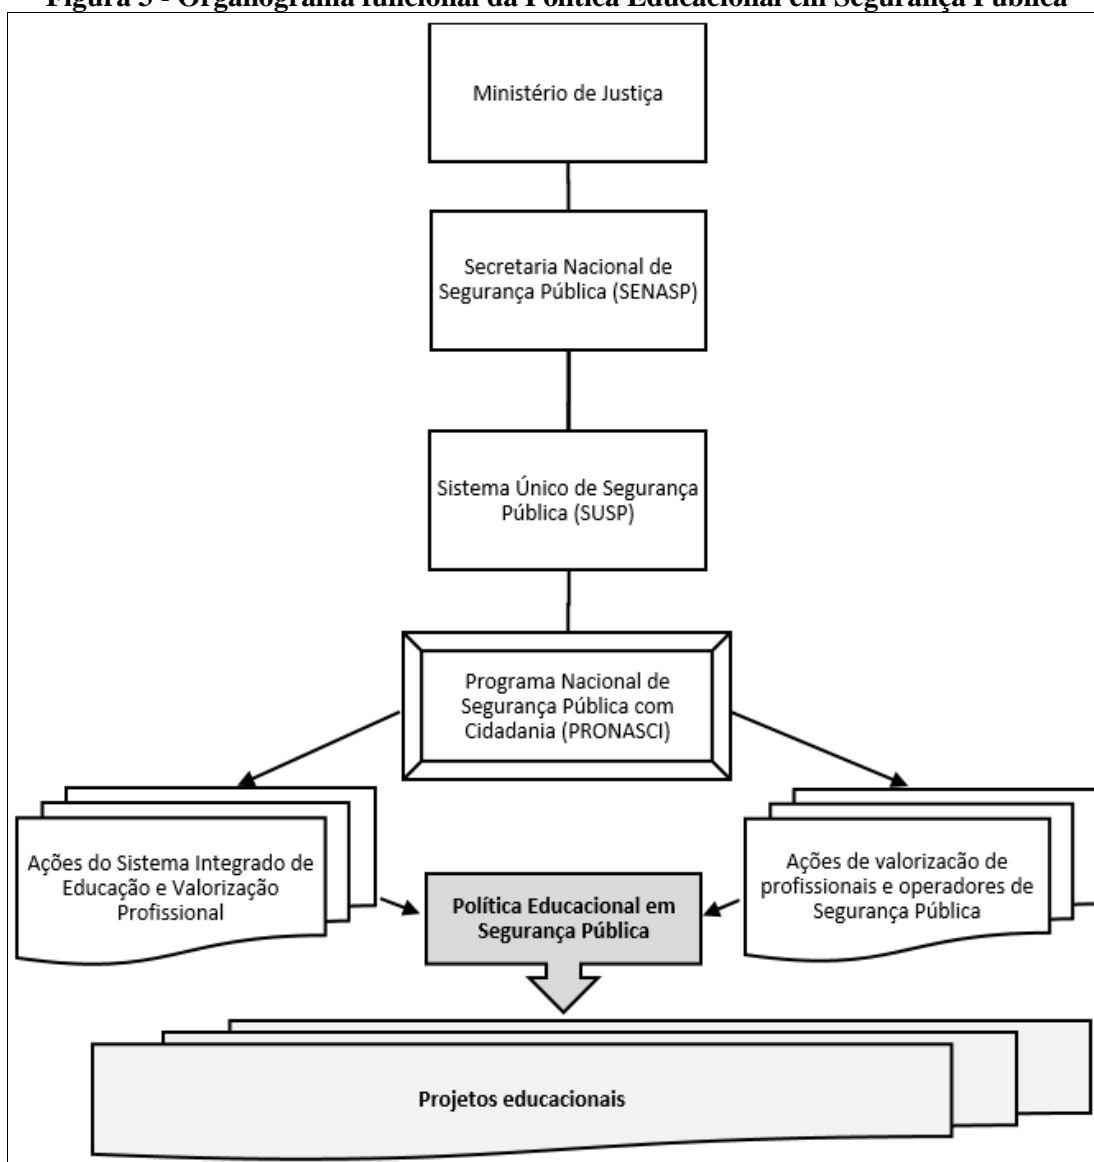 Figura 5 - Organograma funcional da Política Educacional em Segurança Pública
Ministério de Justiça
Secretaria Nacional de
Segurança Pública (SENASP)
Sistema Único de Segurança
Pública (SUSP)
Programa Nacional de
Segurança Pública com
Cidadania (PRONASCI)
Ações do Sistema Integrado de
Educação e Valorização
Profissional
Política Educacional em
Segurança Pública
Ações de valorizacão de
profissionais e operadores de
Segurança Pública
Projetos educacionais